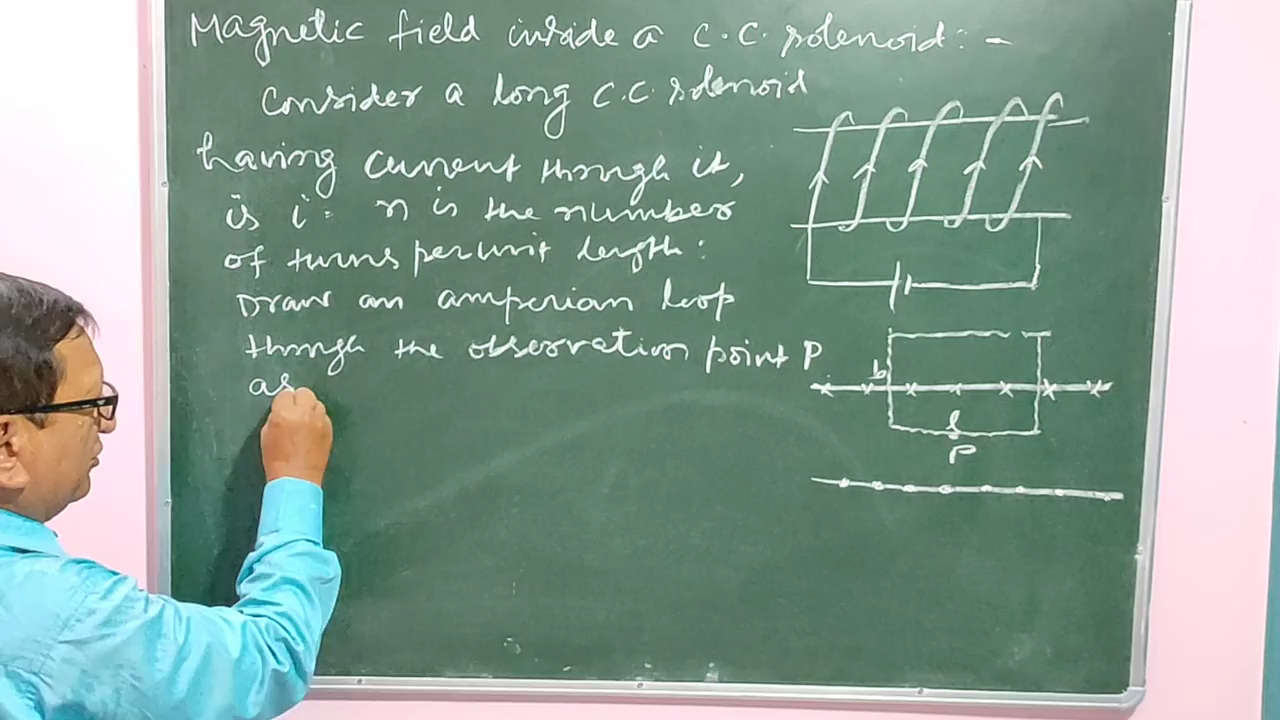 Magnetic field inside a c.c. solenoid: -
Consider a long c.c. solenoid
having current through it,
is i. n is the number
of turns per unit length:
Draw an amperian loop
through the observation point P
as
b
l
P